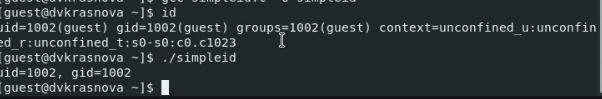 [guest@dvkrasnova ~]$ id
uid=1002(guest) gid=1002(guest) groups=1002(guest) context=unconfined_u:unconfin
ed_r:unconfined_t:s0-s0:c0.c1023
[guest@dvkrasnova ~]$ ./simpleid
uid=1002, gid=1002
[guest@dvkrasnova ~]$